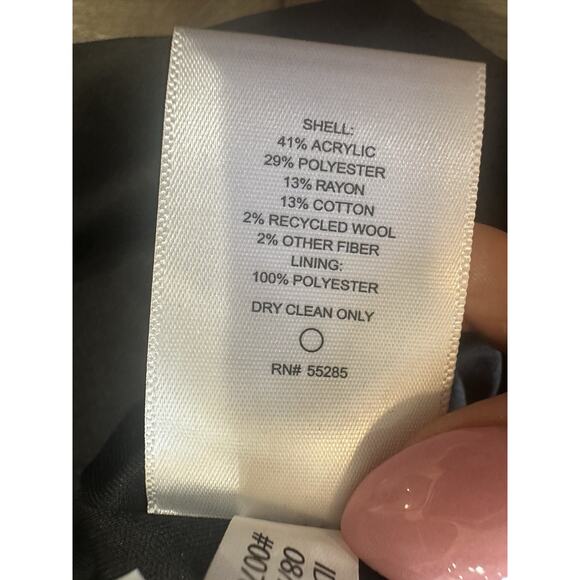 SHELL:
41% ACRYLIC
29% POLYESTER
13% RAYON
13% COTTON
2% RECYCLED WOOL
2% OTHER FIBER
LINING:
100% POLYESTER
DRY CLEAN ONLY
RN# 55285